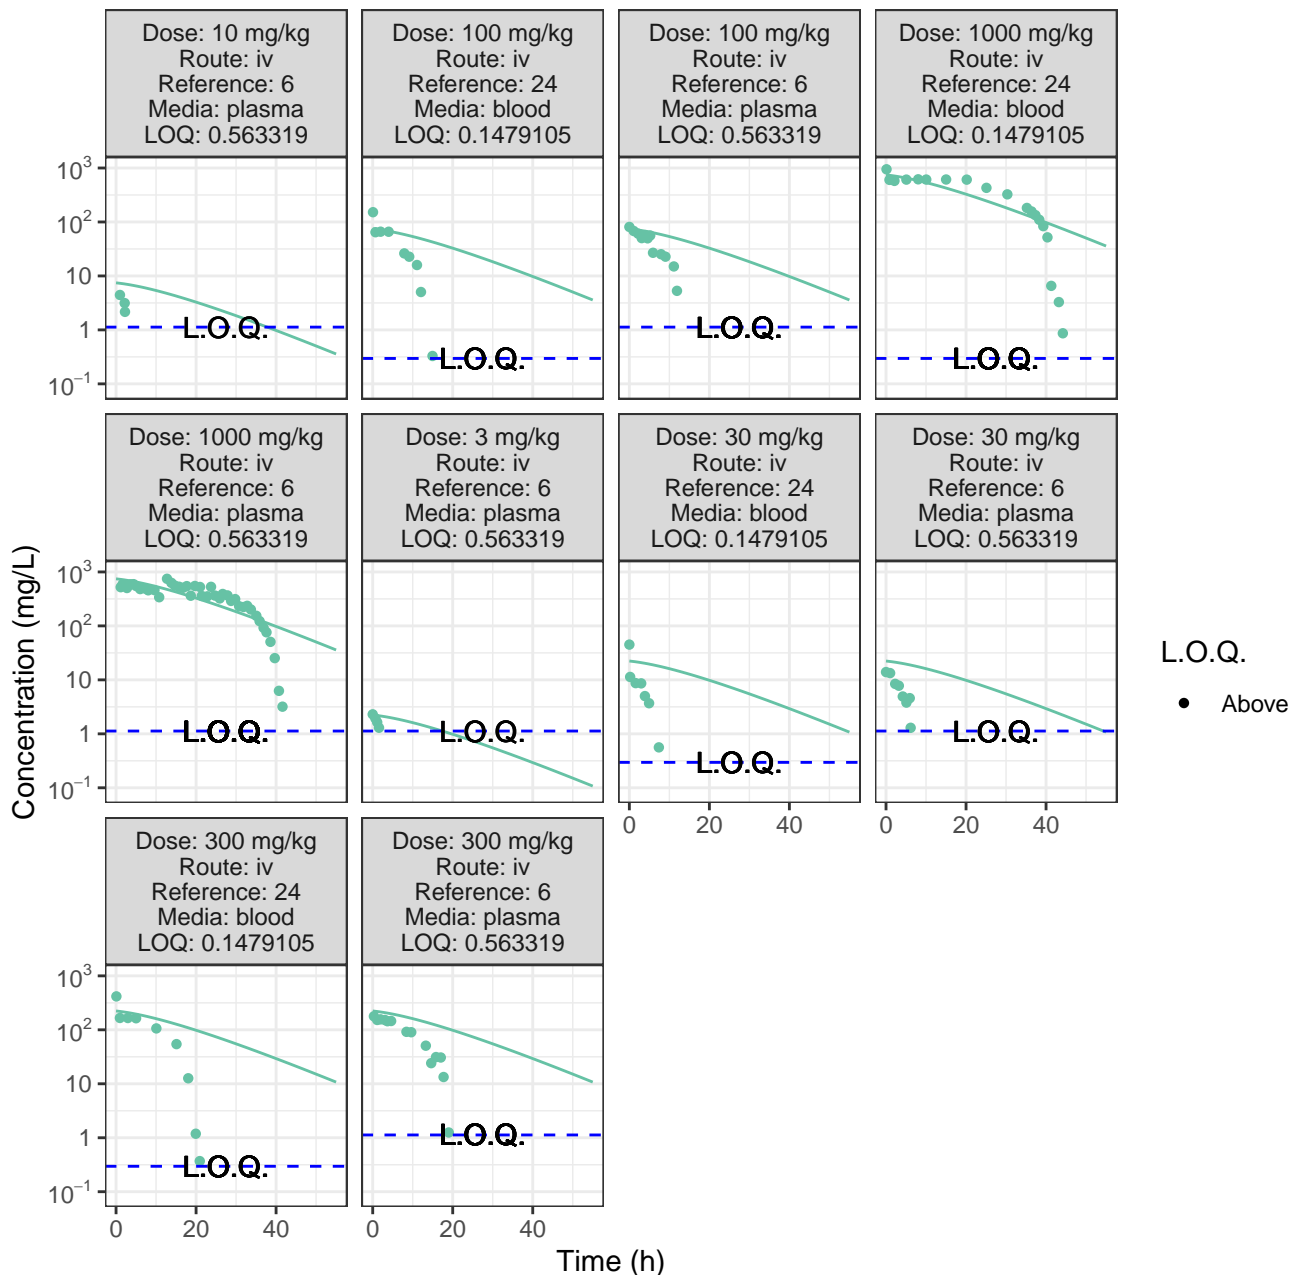 Dose: 10 mg/kg
Route: iv
Reference: 6
Media: plasma
LOQ: 0.563319
Dose: 100 mg/kg
Route: iv
Reference: 24
Media: blood
LOQ: 0.1479105
Dose: 100 mg/kg
Route: iv
Reference: 6
Media: plasma
LOQ: 0.563319
Dose: 1000 mg/kg
Route: iv
Reference: 24
Media: blood
LOQ: 0.1479105
10³
10²
10
1
10⁻¹
L.O.Q.
L.O.Q.
L.O.Q.
L.O.Q.
Dose: 1000 mg/kg
Route: iv
Reference: 6
Media: plasma
LOQ: 0.563319
Dose: 3 mg/kg
Route: iv
Reference: 6
Media: plasma
LOQ: 0.563319
Dose: 30 mg/kg
Route: iv
Reference: 24
Media: blood
LOQ: 0.1479105
Dose: 30 mg/kg
Route: iv
Reference: 6
Media: plasma
LOQ: 0.563319
10³
10²
10
1
10⁻¹
L.O.Q.
L.O.Q.
L.O.Q.
L.O.Q.
0 20 40
0 20 40
Dose: 300 mg/kg
Route: iv
Reference: 24
Media: blood
LOQ: 0.1479105
Dose: 300 mg/kg
Route: iv
Reference: 6
Media: plasma
LOQ: 0.563319
10³
10²
10
1
10⁻¹
L.O.Q.
L.O.Q.
0 20 40
0 20 40
Time (h)
Concentration (mg/L)
L.O.Q.
Above